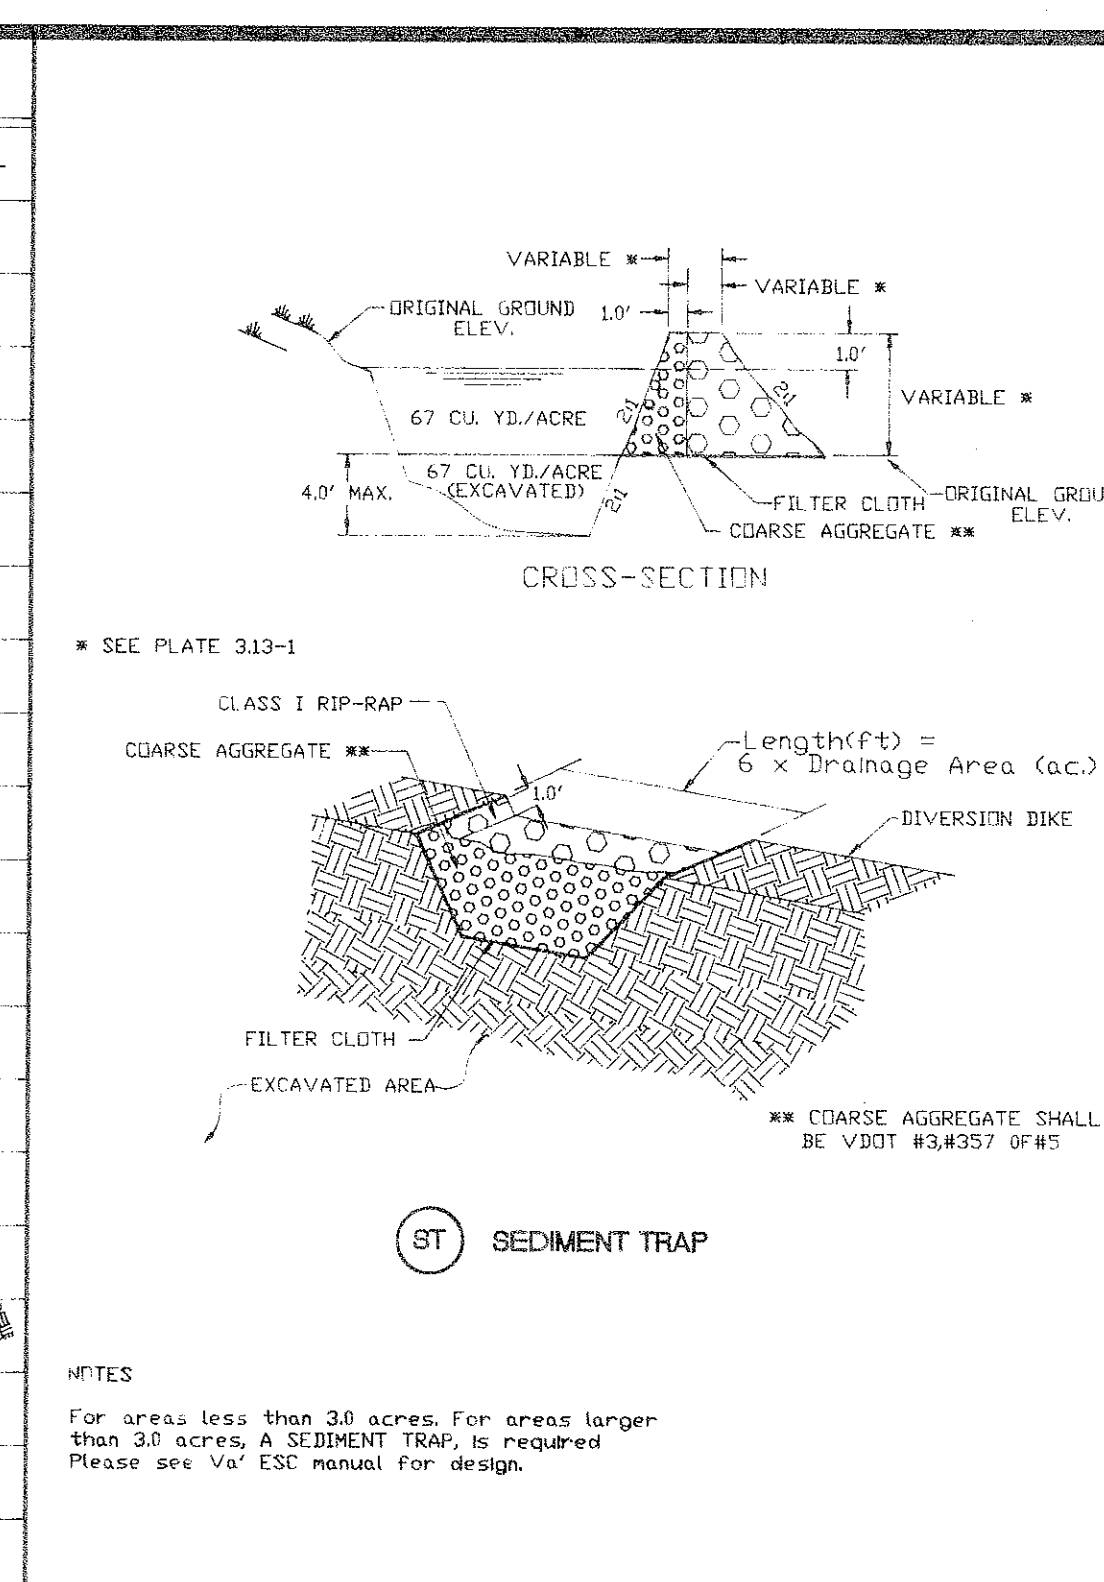 VARIABLE *
VARIABLE *
ORIGINAL GROUND
ELEV.
1.0'
1.0'
VARIABLE *
67 CU. YD./ACRE
2:1
2:1
67 CU. YD./ACRE
(EXCAVATED)
4.0' MAX.
2:1
FILTER CLOTH
ORIGINAL GROU
ELEV.
COARSE AGGREGATE **
CROSS-SECTION
* SEE PLATE 3.13-1
CLASS I RIP-RAP
COARSE AGGREGATE **
Length(ft) =
6 x Drainage Area (ac.)
1.0'
DIVERSION DIKE
FILTER CLOTH
EXCAVATED AREA
** COARSE AGGREGATE SHALL
BE VDOT #3,#357 OF#5
ST SEDIMENT TRAP
NOTES
For areas less than 3.0 acres. For areas larger
than 3.0 acres, A SEDIMENT TRAP, is required
Please see Va' ESC manual for design.